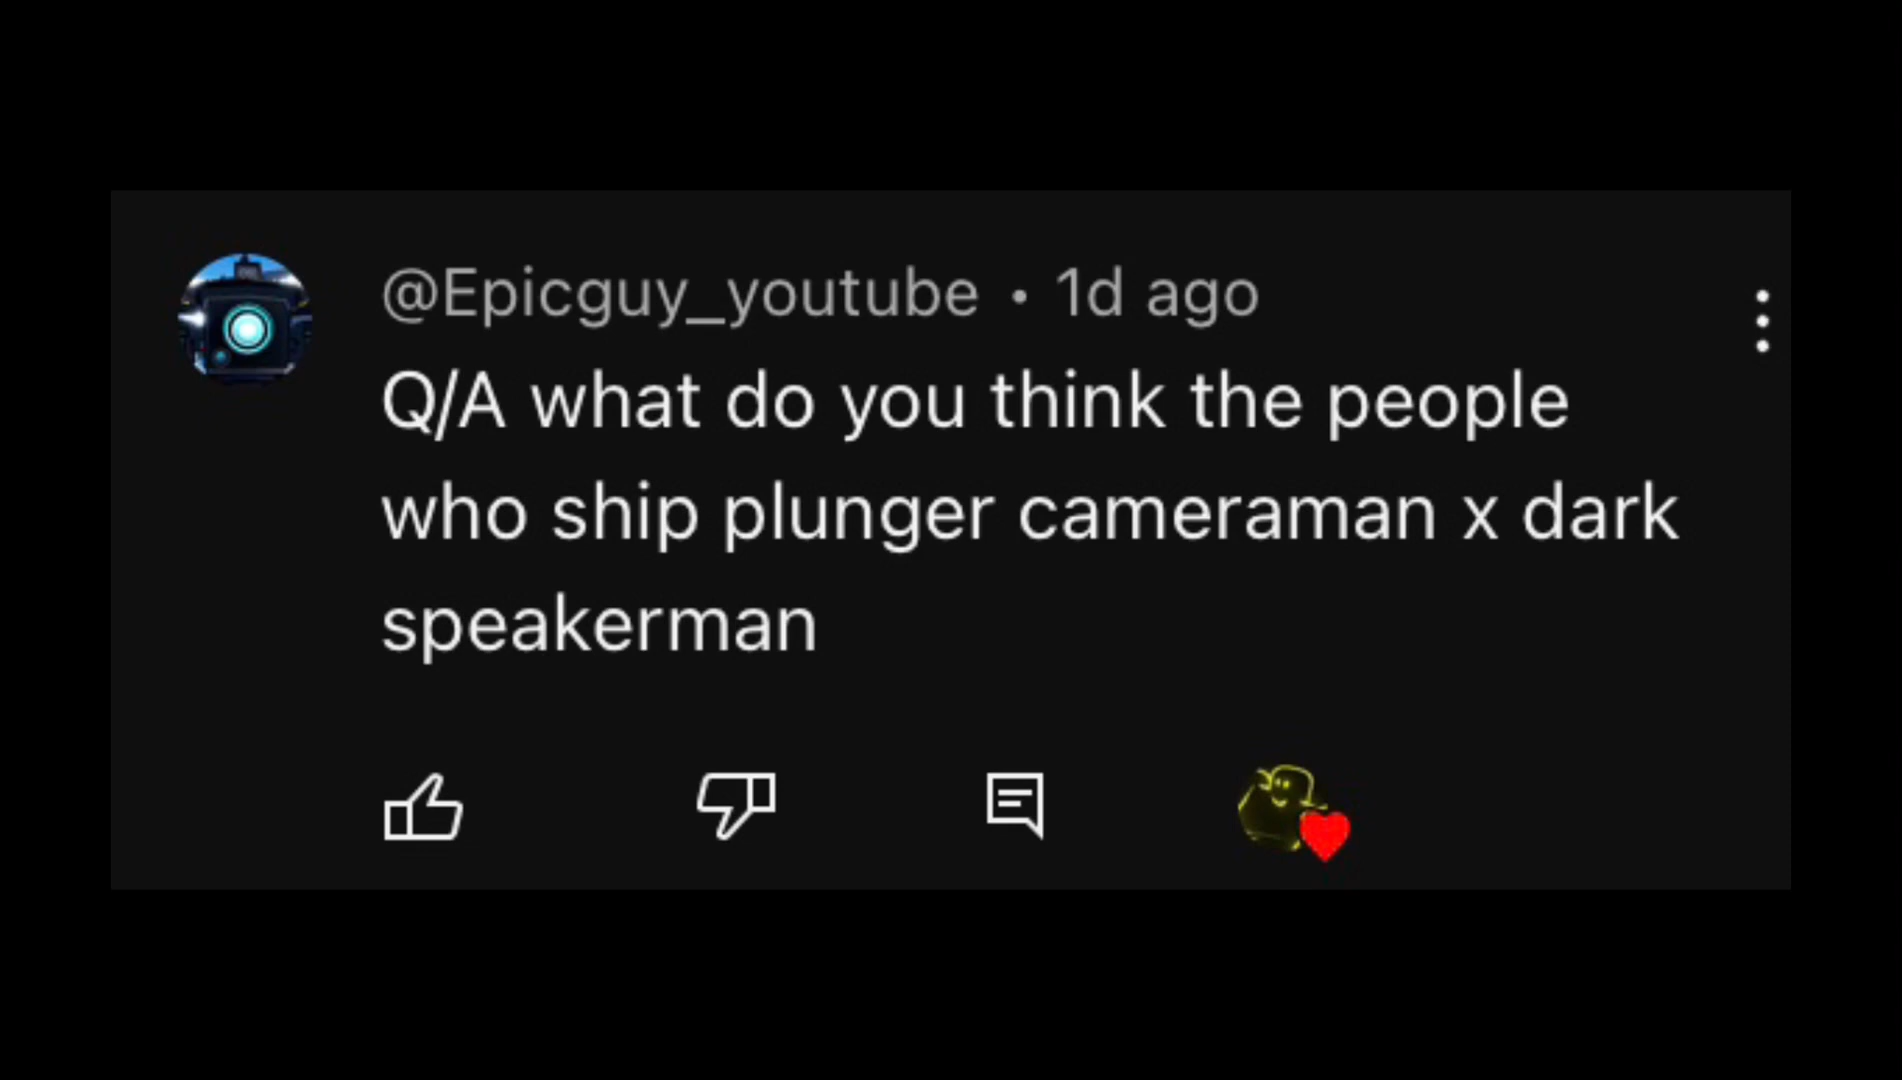 @Epicguy_youtube • 1d ago
Q/A what do you think the people
who ship plunger cameraman x dark
speakerman